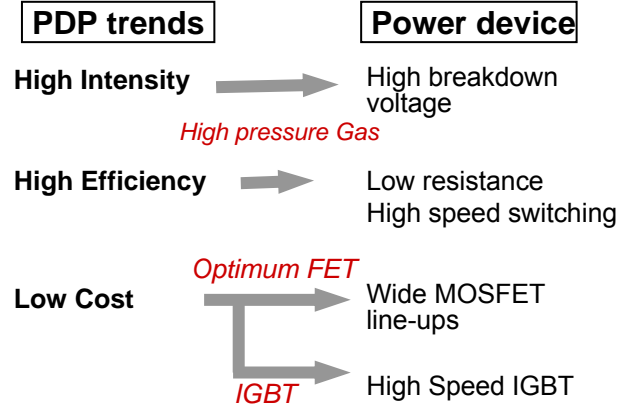 PDP trends
Power device
High Intensity
High breakdown
voltage
High pressure Gas
High Efficiency
Low resistance
High speed switching
Optimum FET
Low Cost
Wide MOSFET
line-ups
IGBT
High Speed IGBT